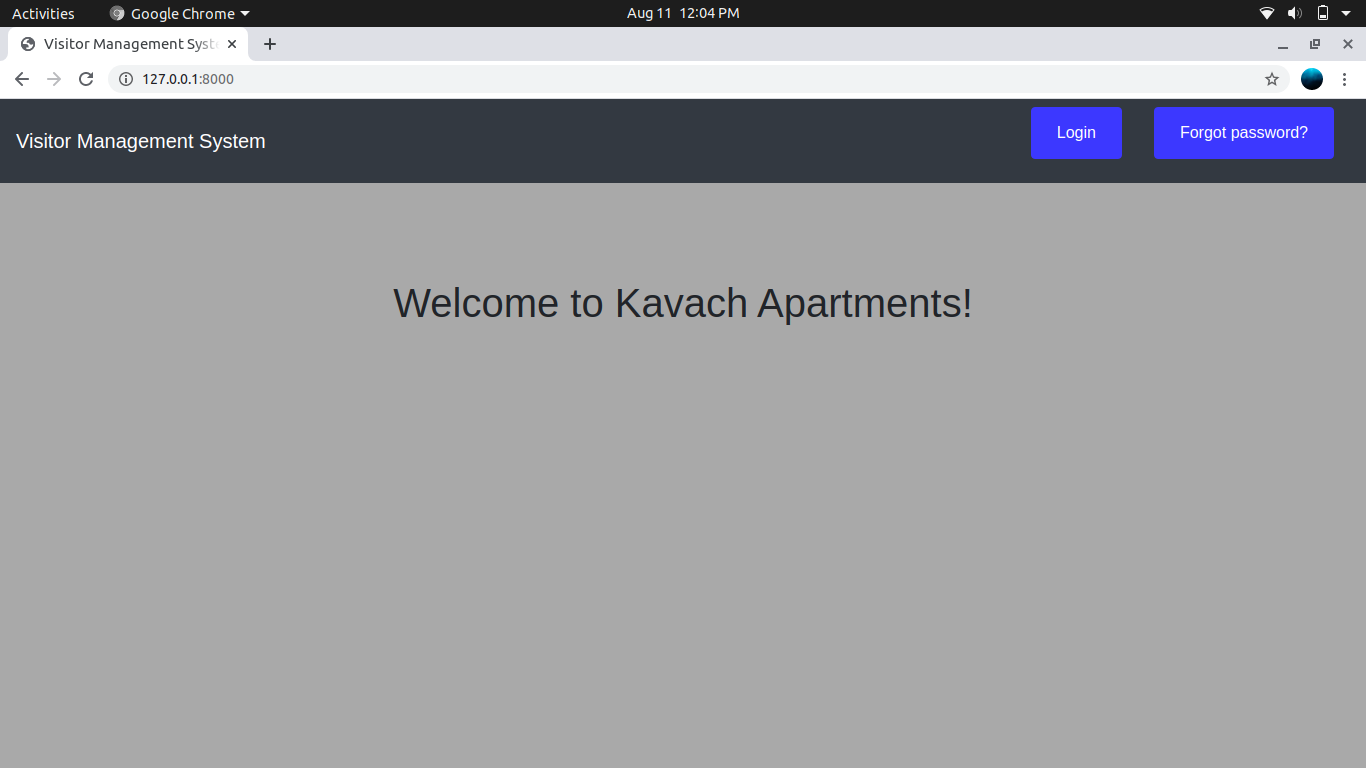 Activities Google Chrome Aug 11 12:04 PM
Visitor Management Syst
127.0.0.1:8000
Visitor Management System Login Forgot password?
Welcome to Kavach Apartments!